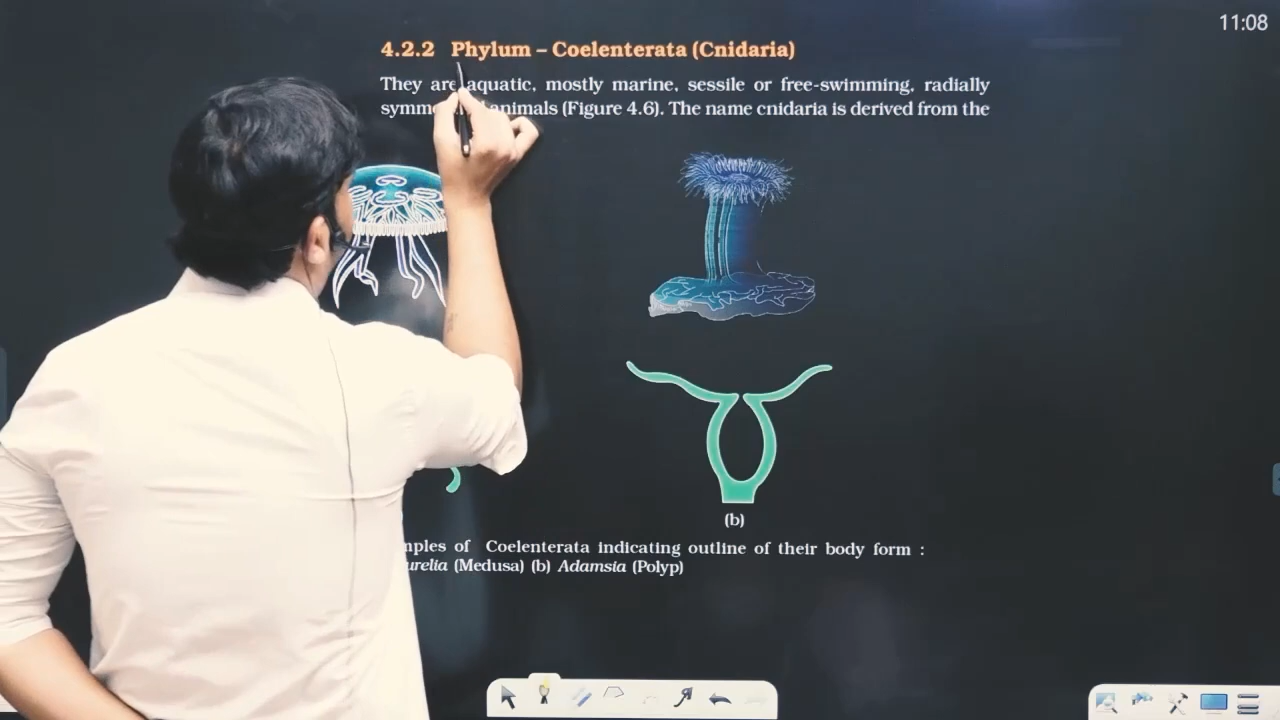 11:08
4.2.2 Phylum – Coelenterata (Cnidaria)
They are aquatic, mostly marine, sessile or free-swimming, radially
animals (Figure 4.6). The name cnidaria is derived from the
(b)
of Coelenterata indicating outline of their body form :
(Medusa) (b) Adamsia (Polyp)